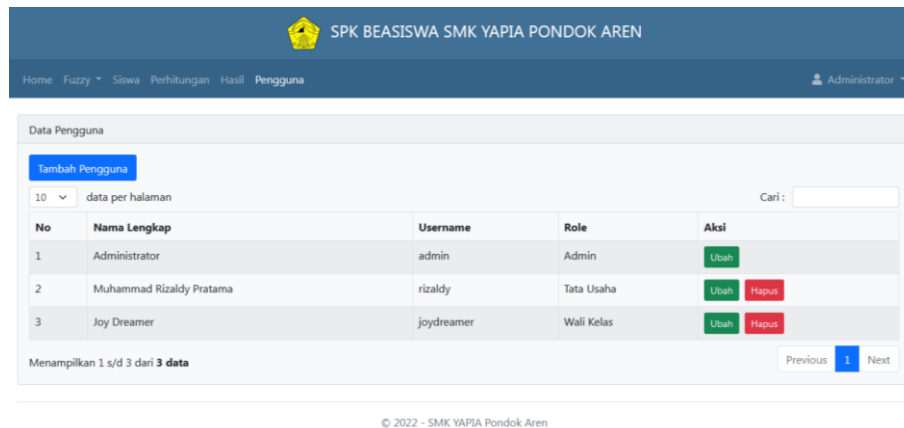 SPK BEASISWA SMK YAPIA PONDOK AREN
Home Fuzzy Siswa Perhitungan Hasil Pengguna Administrator
Data Pengguna
Tambah Pengguna
10 data per halaman Cari :
No Nama Lengkap Username Role Aksi
1 Administrator admin Admin Ubah
2 Muhammad Rizaldy Pratama rizaldy Tata Usaha Ubah Hapus
3 Joy Dreamer joydreamer Wali Kelas Ubah Hapus
Menampilkan 1 s/d 3 dari 3 data Previous 1 Next
© 2022 - SMK YAPIA Pondok Aren